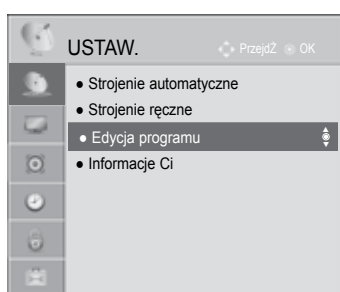 USTAW.
PrzejdŹ OK
● Strojenie automatyczne
● Strojenie ręczne
● Edycja programu
● Informacje Ci